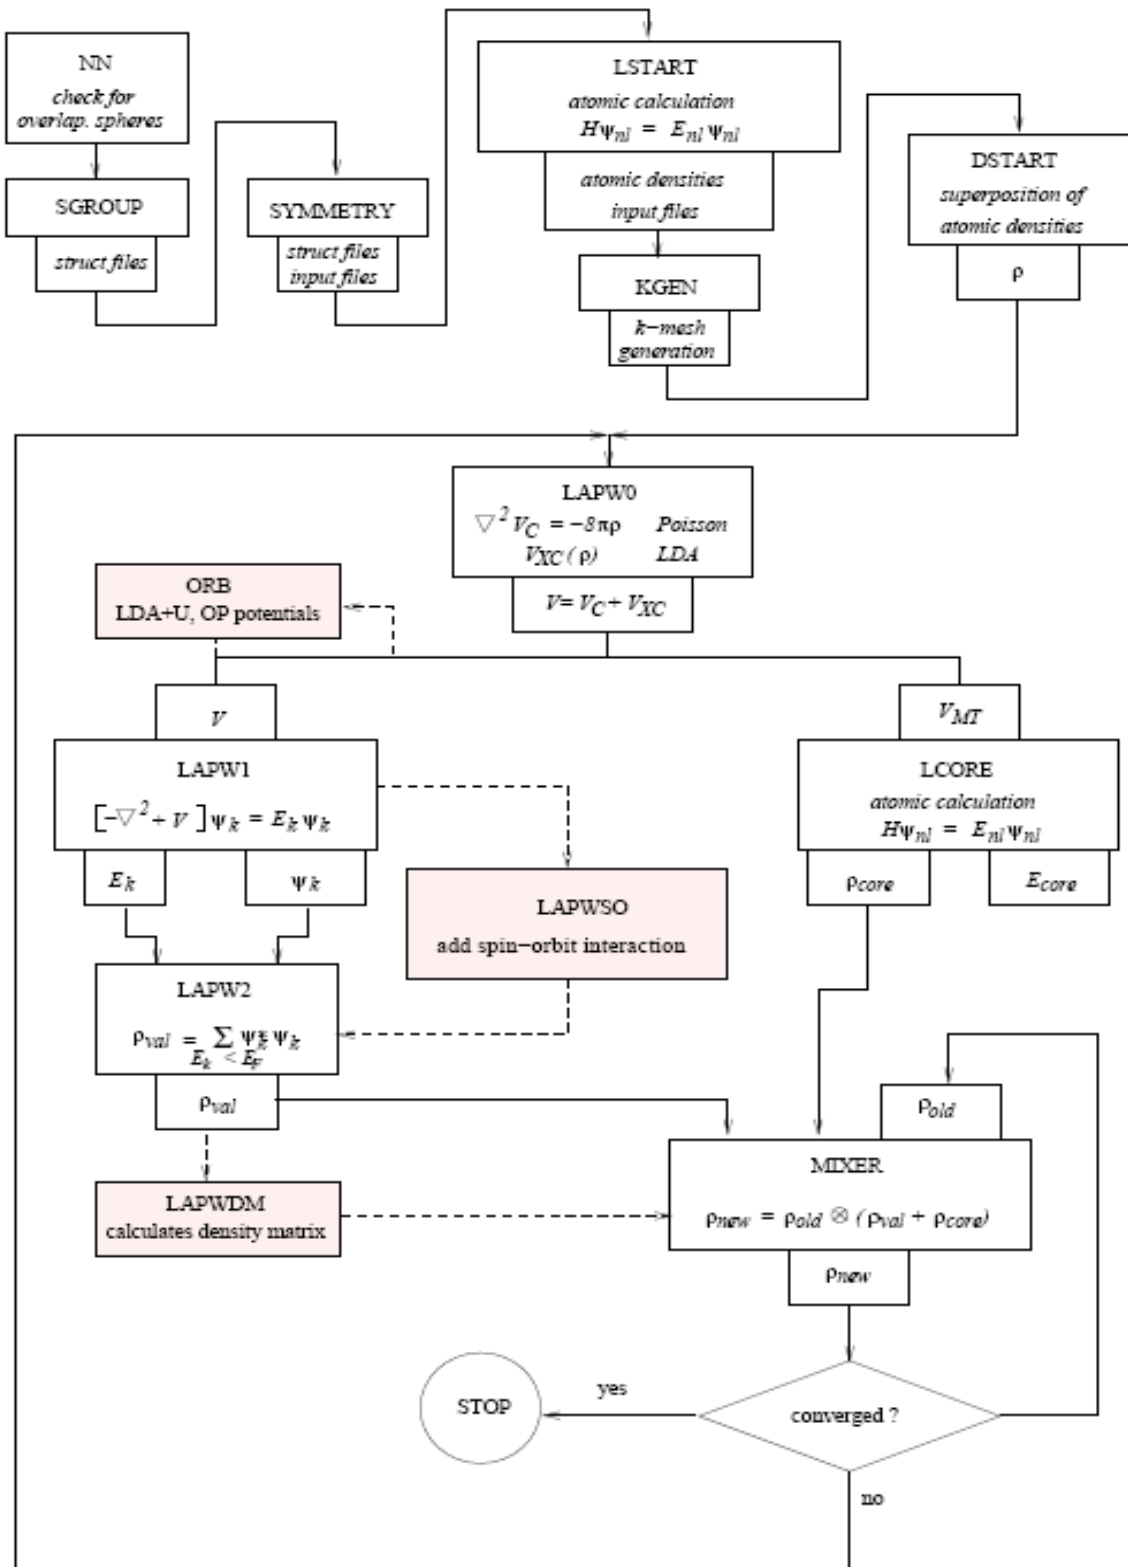 NN
check for
overlap. spheres
SGROUP
struct files
SYMMETRY
struct files
input files
LSTART
atomic calculation
Hψnl = Enl ψnl
atomic densities
input files
KGEN
k−mesh
generation
DSTART
superposition of
atomic densities
ρ
LAPW0
▽² VC = −8πρ Poisson
VXC(ρ) LDA
V= VC + VXC
ORB
LDA+U, OP potentials
V
LAPW1
[−▽² + V ] ψk = Ek ψk
Ek
ψk
VMT
LCORE
atomic calculation
Hψnl = Enl ψnl
ρcore
Ecore
LAPWSO
add spin−orbit interaction
LAPW2
ρval = Σ ψ*k ψk
Ek < EF
ρval
LAPWDM
calculates density matrix
ρold
MIXER
ρnew = ρold ⊗ (ρval + ρcore)
ρnew
STOP
yes
converged ?
no